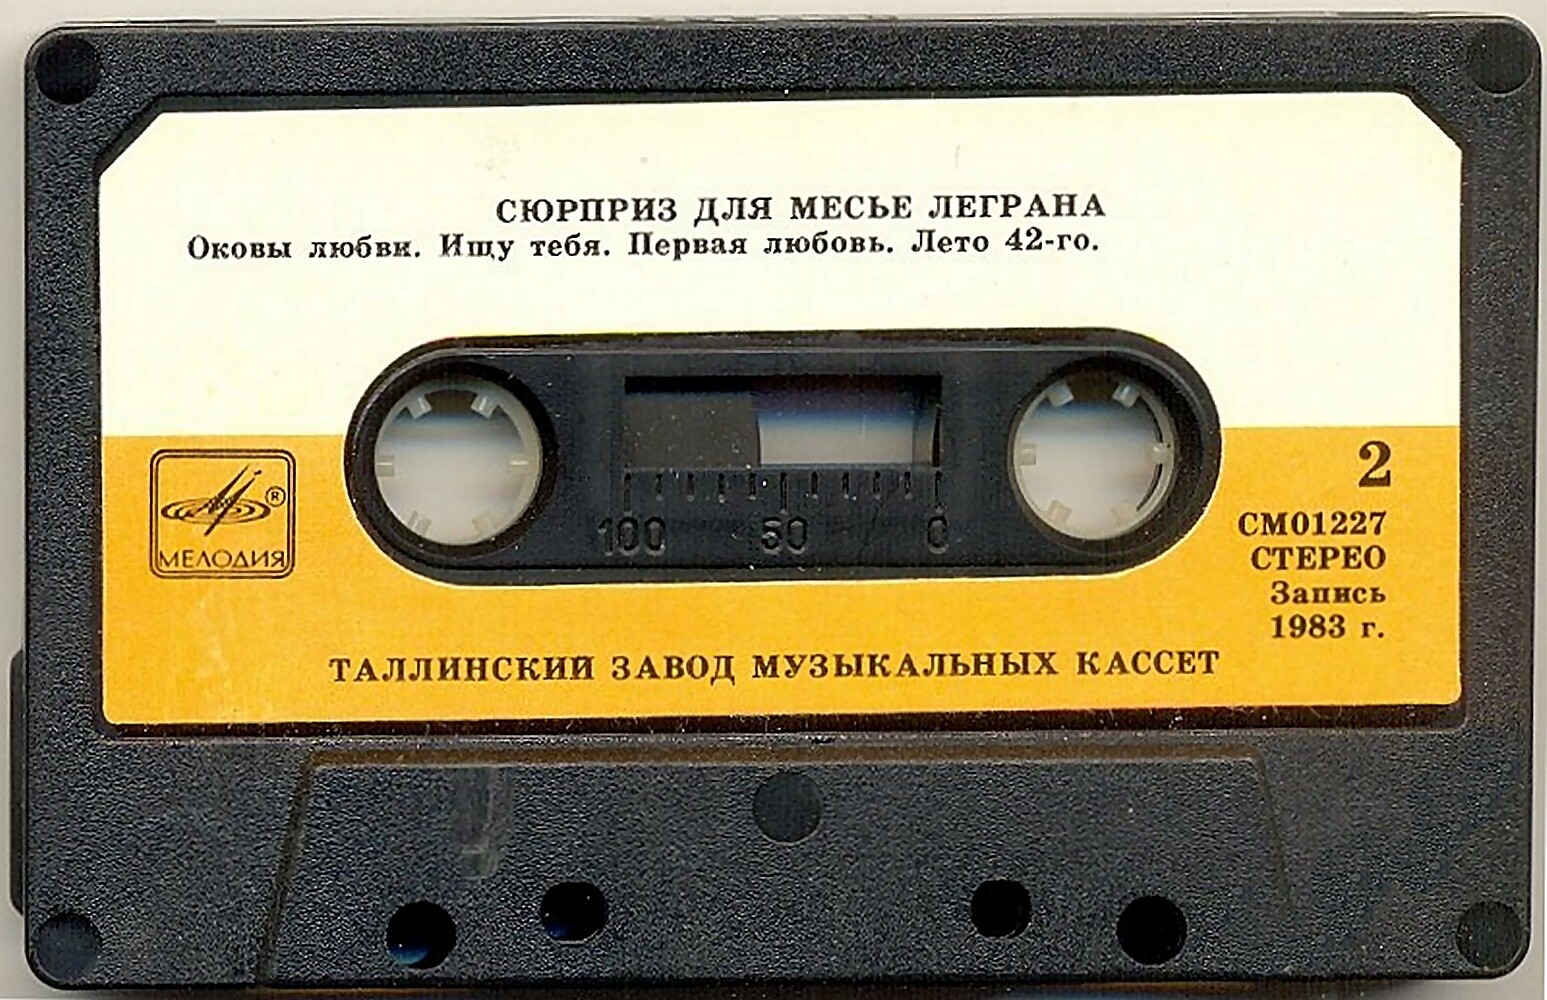 СЮРПРИЗ ДЛЯ МЕСЬЕ ЛЕГРАНА
Оковы любви. Ищу тебя. Первая любовь. Лето 42-го.
100 50 0
®
МЕЛОДИЯ
2
СМ01227
СТЕРЕО
Запись
1983 г.
ТАЛЛИНСКИЙ ЗАВОД МУЗЫКАЛЬНЫХ КАССЕТ